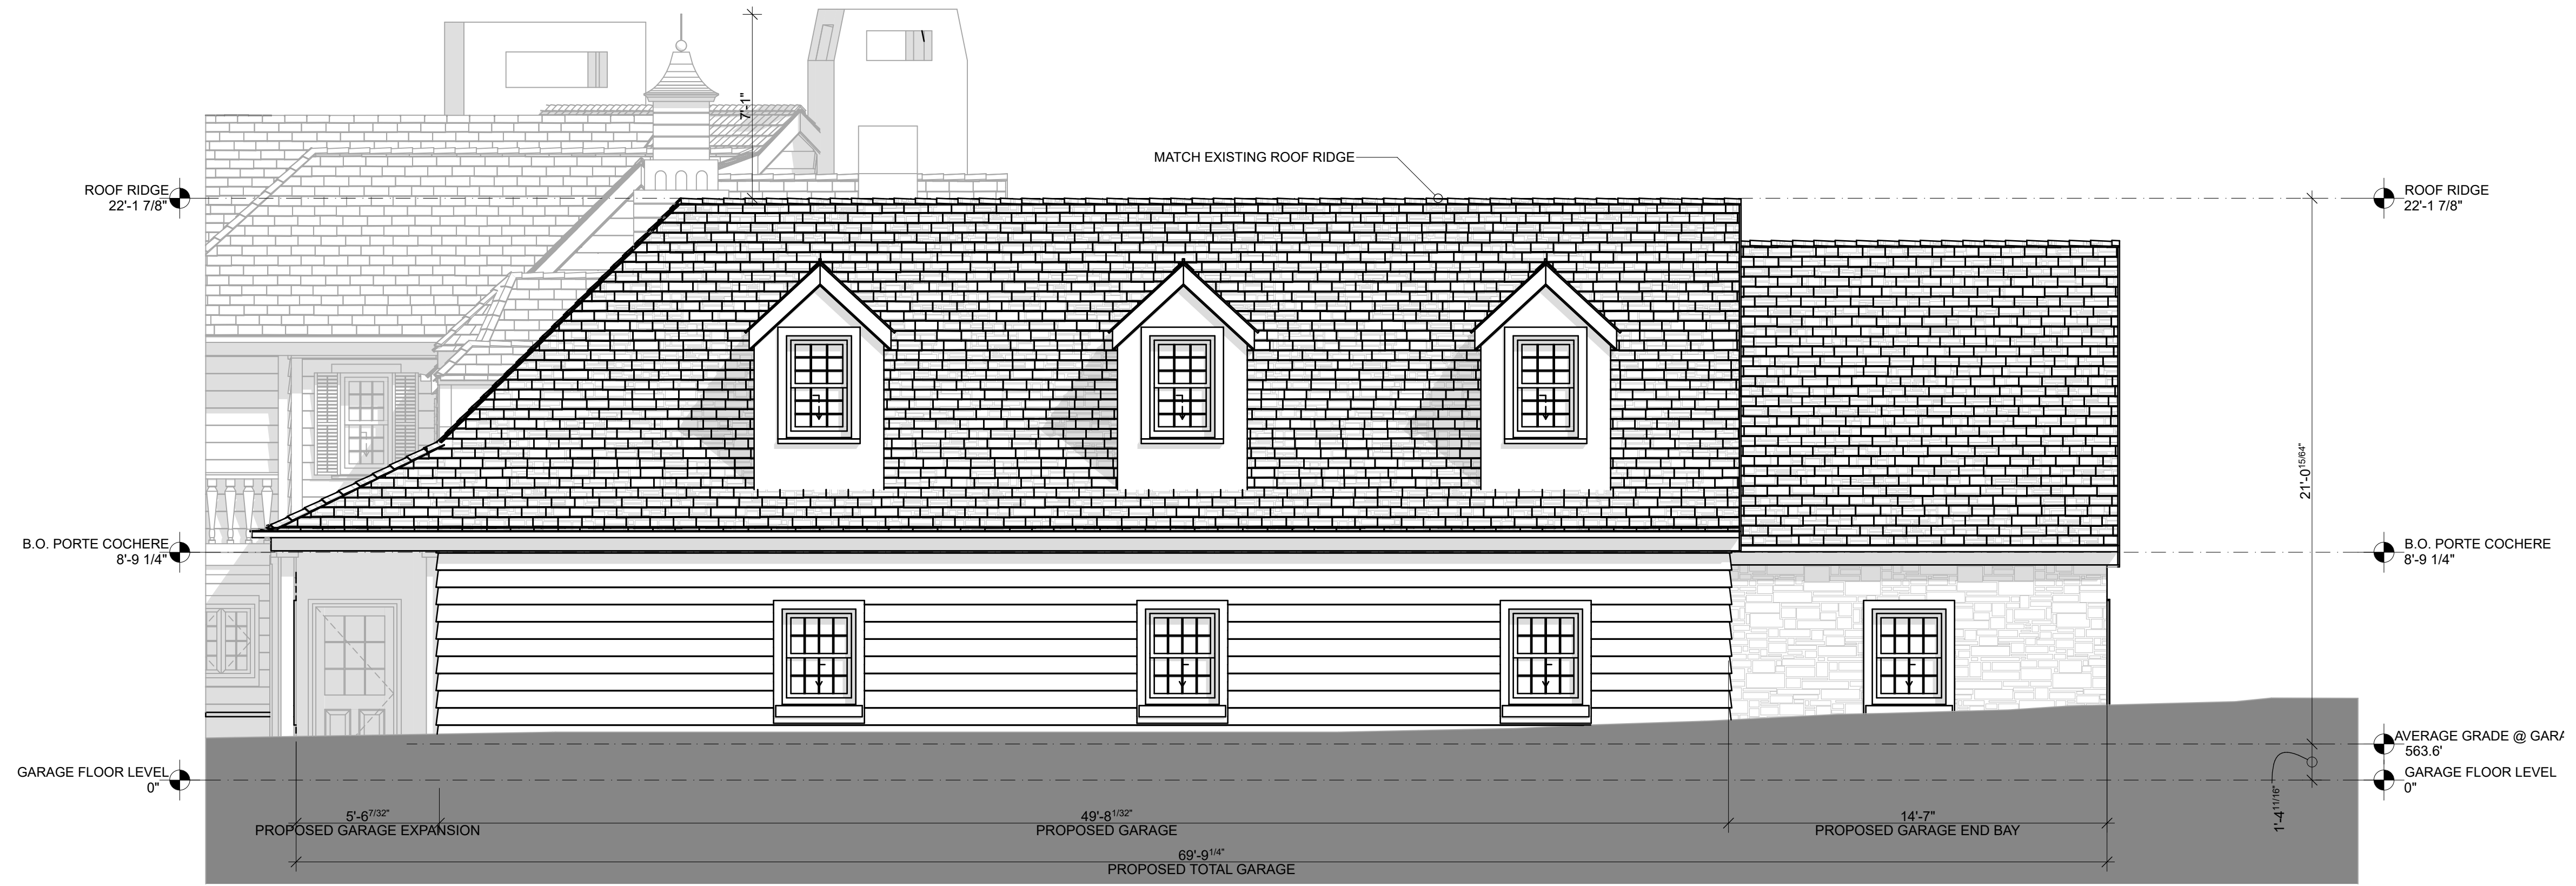 7'-1"
MATCH EXISTING ROOF RIDGE
ROOF RIDGE
22'-1 7/8"
ROOF RIDGE
22'-1 7/8"
21'-0 15/64"
B.O. PORTE COCHERE
8'-9 1/4"
B.O. PORTE COCHERE
8'-9 1/4"
AVERAGE GRADE @ GARA
563.6'
GARAGE FLOOR LEVEL
0"
GARAGE FLOOR LEVEL
0"
1'-4 11/16"
5'-6 7/32"
PROPOSED GARAGE EXPANSION
49'-8 1/32"
PROPOSED GARAGE
14'-7"
PROPOSED GARAGE END BAY
69'-9 1/4"
PROPOSED TOTAL GARAGE